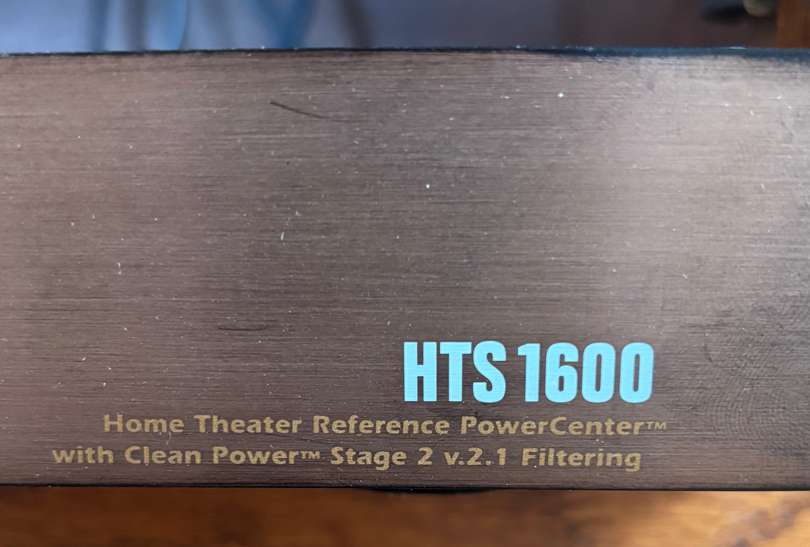 HTS 1600
Home Theater Reference PowerCenter™
with Clean Power™ Stage 2 v.2.1 Filtering